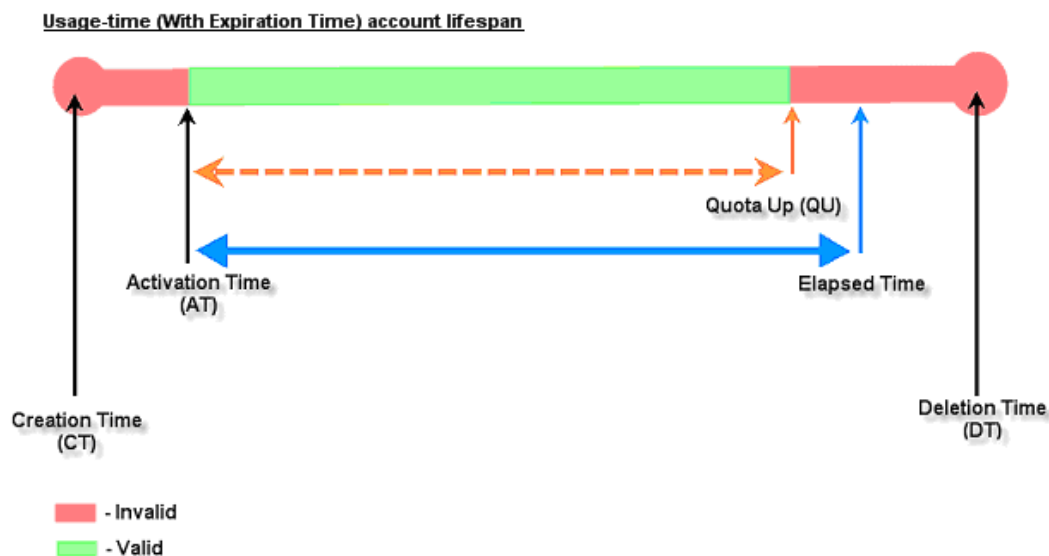 Usage-time (With Expiration Time) account lifespan
Quota Up (QU)
Activation Time
(AT)
Elapsed Time
Creation Time
(CT)
Deletion Time
(DT)
- Invalid
- Valid